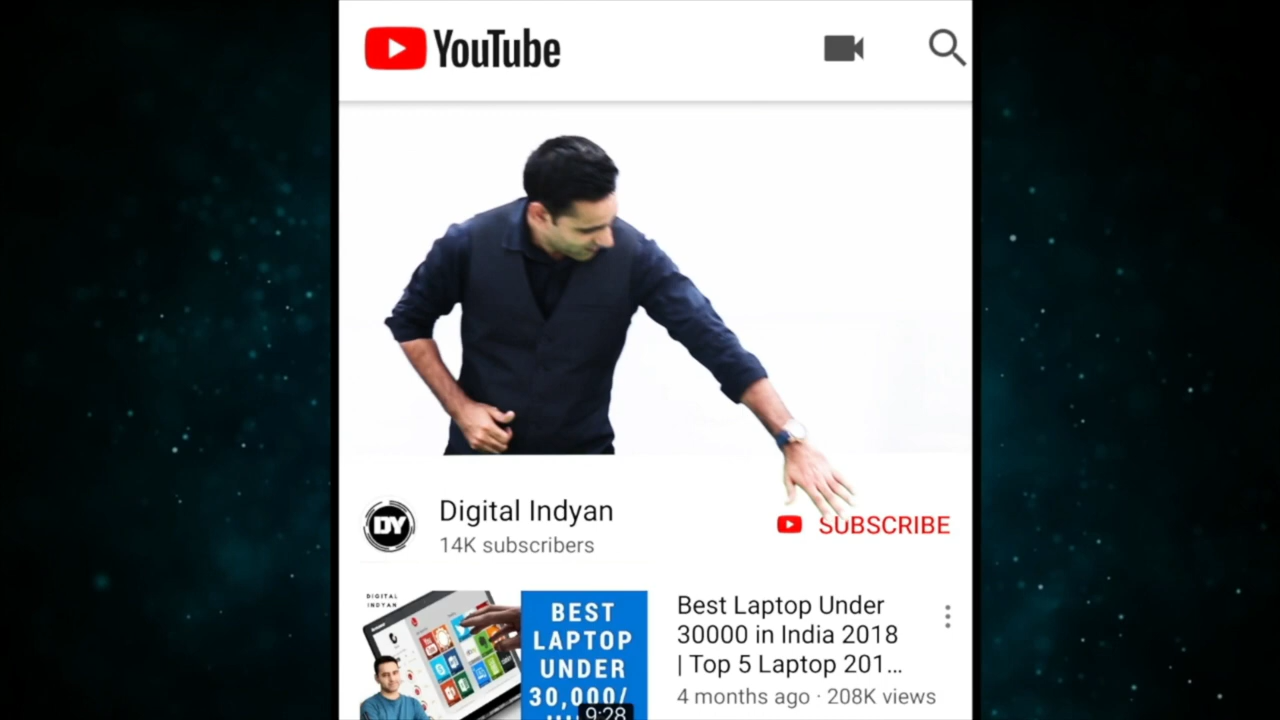 YouTube
DY
Digital Indyan
14K subscribers
SUBSCRIBE
DIGITAL
INDYAN
BEST
LAPTOP
UNDER
30,000/
9:28
Best Laptop Under
30000 in India 2018
| Top 5 Laptop 201...
4 months ago · 208K views